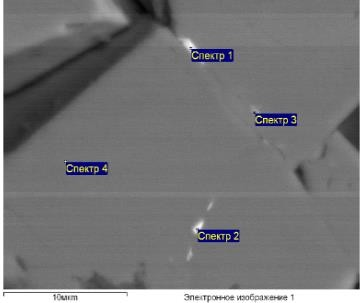 Спектр 1
Спектр 3
Спектр 4
Спектр 2
10мкm
Электронное изображение 1